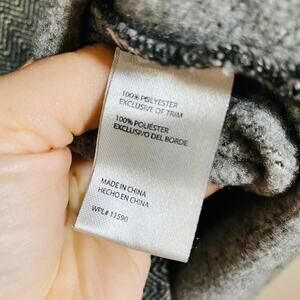 100% POLYESTER
EXCLUSIVE OF TRIM
100% POLIÉSTER
EXCLUSIVO DEL BORDE
MADE IN CHINA
HECHO EN CHINA
WPL# 11590